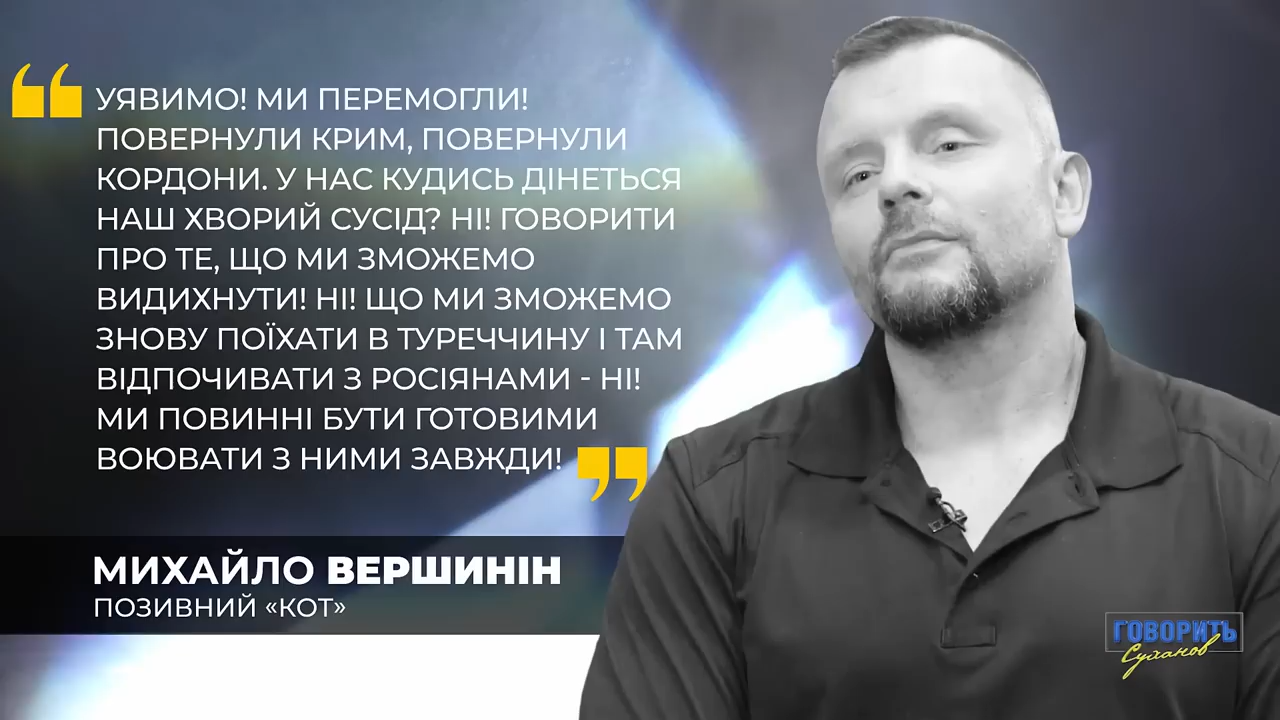 УЯВИМО! МИ ПЕРЕМОГЛИ!
ПОВЕРНУЛИ КРИМ, ПОВЕРНУЛИ
КОРДОНИ. У НАС КУДИСЬ ДІНЕТЬСЯ
НАШ ХВОРИЙ СУСІД? НІ! ГОВОРИТИ
ПРО ТЕ, ЩО МИ ЗМОЖЕМО
ВИДИХНУТИ! НІ! ЩО МИ ЗМОЖЕМО
ЗНОВУ ПОЇХАТИ В ТУРЕЧЧИНУ І ТАМ
ВІДПОЧИВАТИ З РОСІЯНАМИ - НІ!
МИ ПОВИННІ БУТИ ГОТОВИМИ
ВОЮВАТИ З НИМИ ЗАВЖДИ!
МИХАЙЛО ВЕРШИНІН
ПОЗИВНИЙ «КОТ»
ГОВОРИТЬ
Суханов